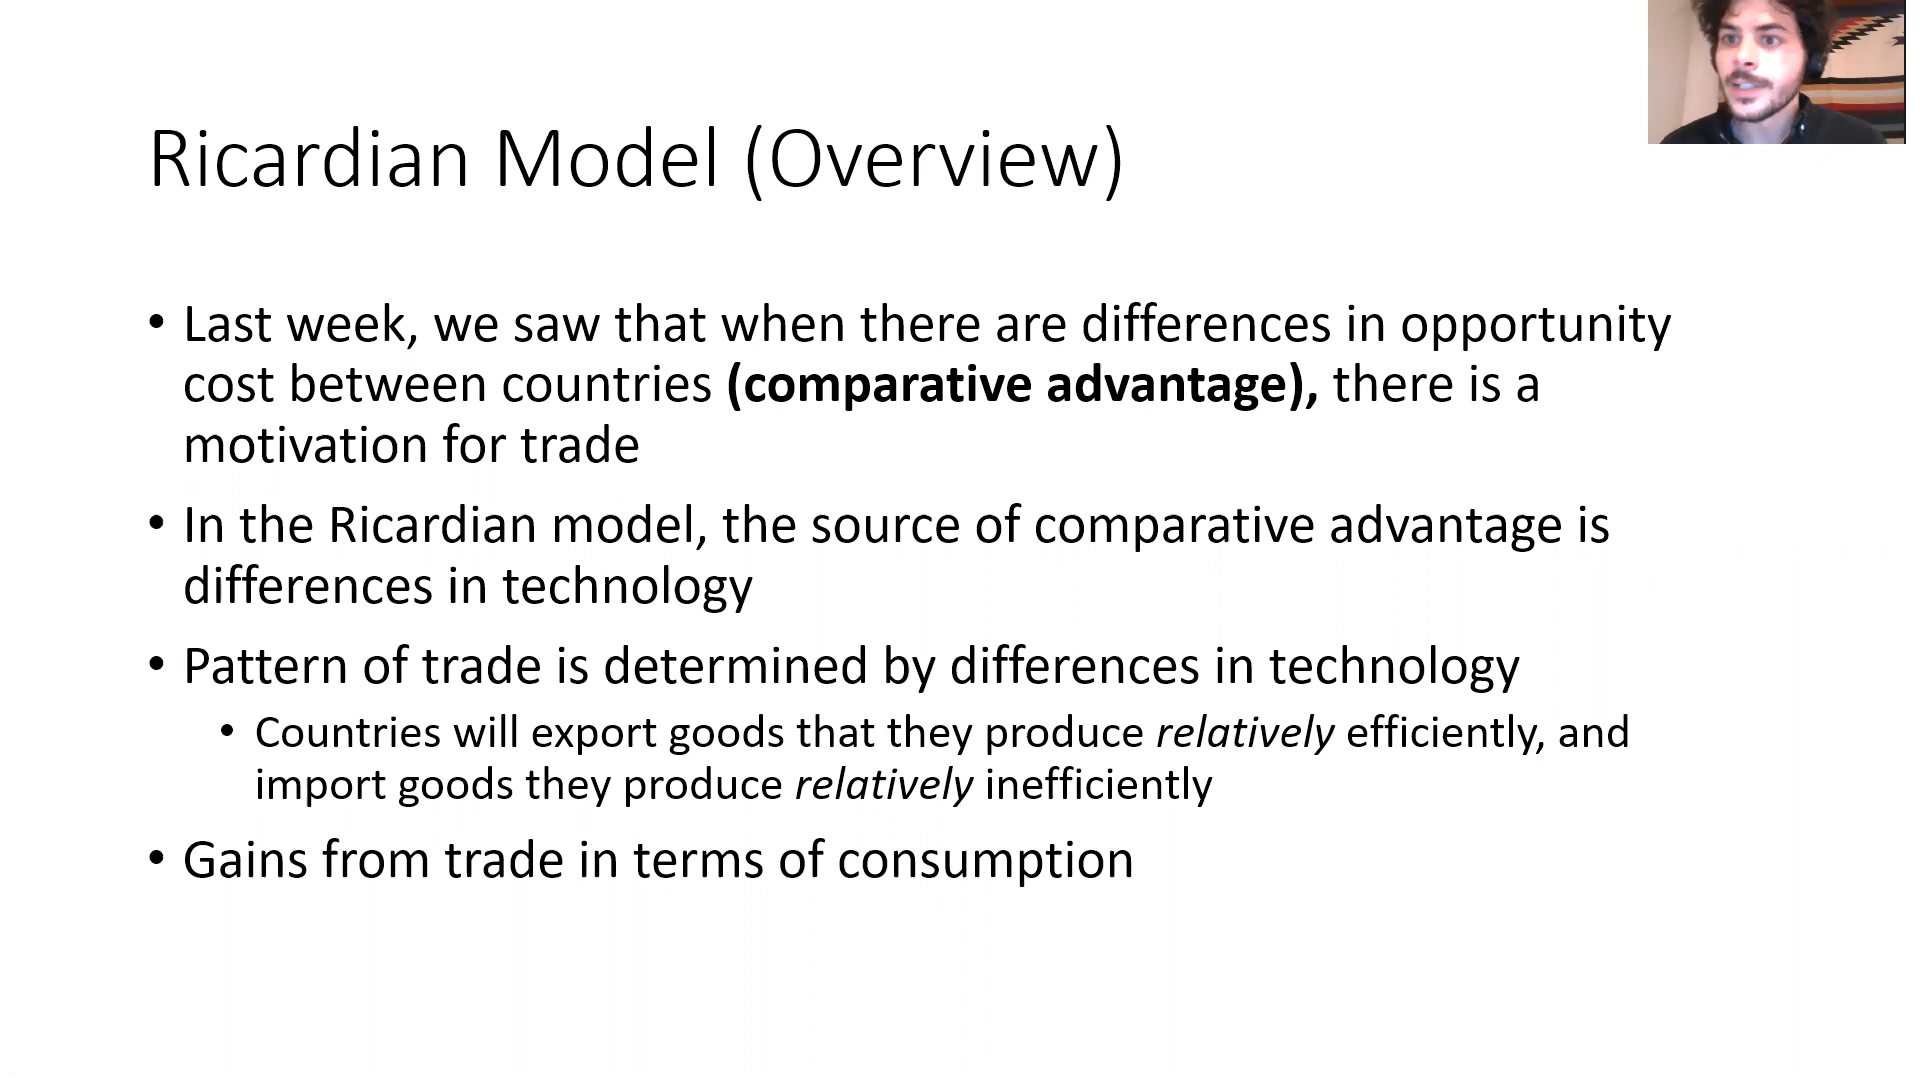 Ricardian Model (Overview)
• Last week, we saw that when there are differences in opportunity
cost between countries (comparative advantage), there is a
motivation for trade
• In the Ricardian model, the source of comparative advantage is
differences in technology
• Pattern of trade is determined by differences in technology
• Countries will export goods that they produce relatively efficiently, and
import goods they produce relatively inefficiently
• Gains from trade in terms of consumption